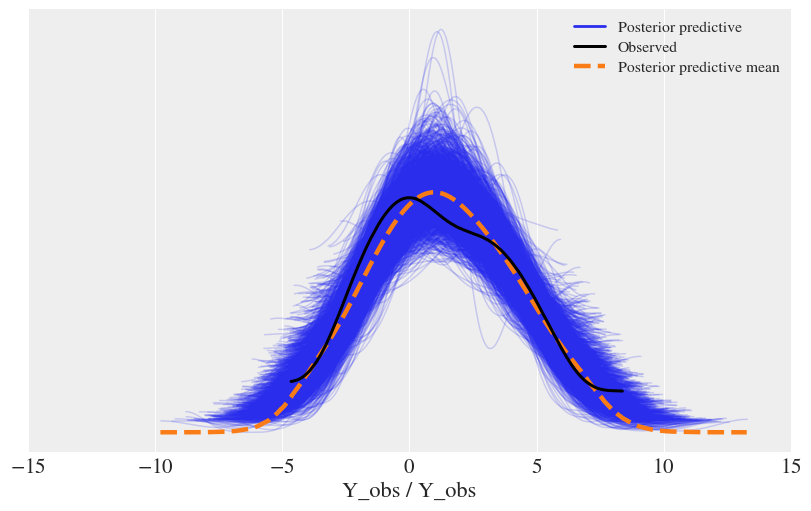 Posterior predictive
Observed
Posterior predictive mean
−15 −10 −5 0 5 10 15
Y_obs / Y_obs